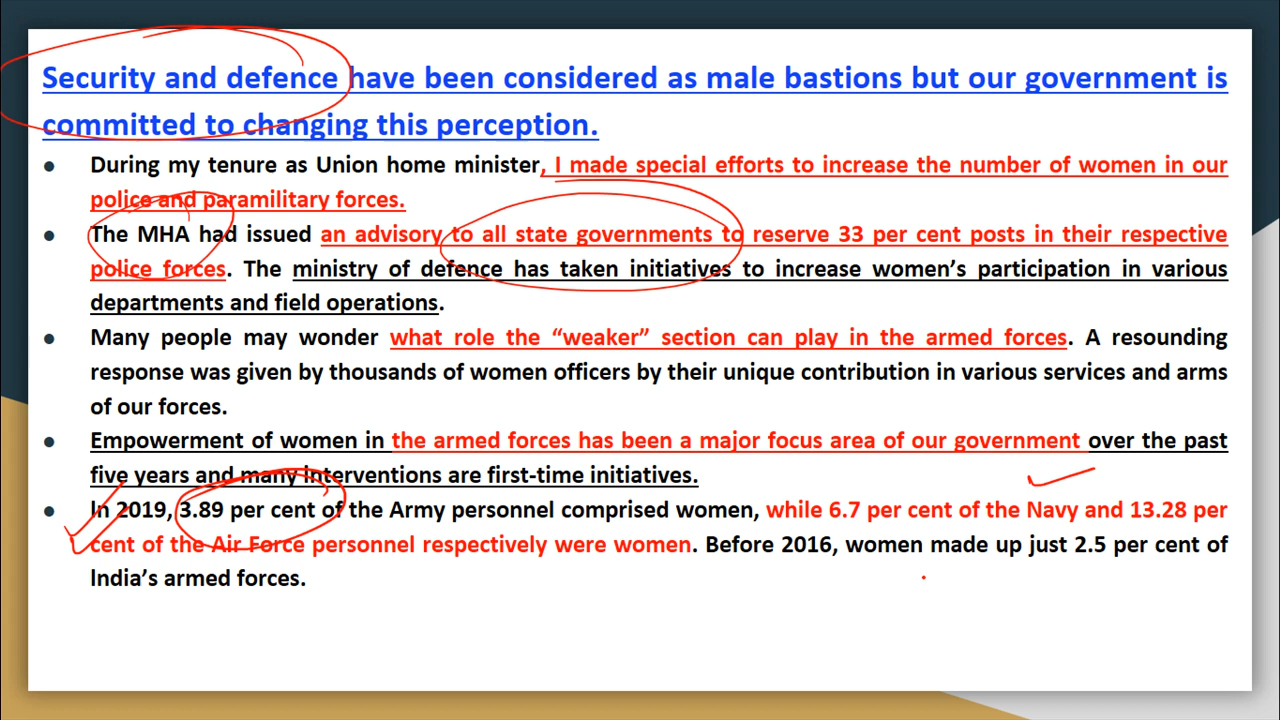 Security and defence have been considered as male bastions but our government is
committed to changing this perception.
● During my tenure as Union home minister, I made special efforts to increase the number of women in our
police and paramilitary forces.
● The MHA had issued an advisory to all state governments to reserve 33 per cent posts in their respective
police forces. The ministry of defence has taken initiatives to increase women’s participation in various
departments and field operations.
● Many people may wonder what role the “weaker” section can play in the armed forces. A resounding
response was given by thousands of women officers by their unique contribution in various services and arms
of our forces.
● Empowerment of women in the armed forces has been a major focus area of our government over the past
five years and many interventions are first-time initiatives.
● In 2019, 3.89 per cent of the Army personnel comprised women, while 6.7 per cent of the Navy and 13.28 per
cent of the Air Force personnel respectively were women. Before 2016, women made up just 2.5 per cent of
India’s armed forces.